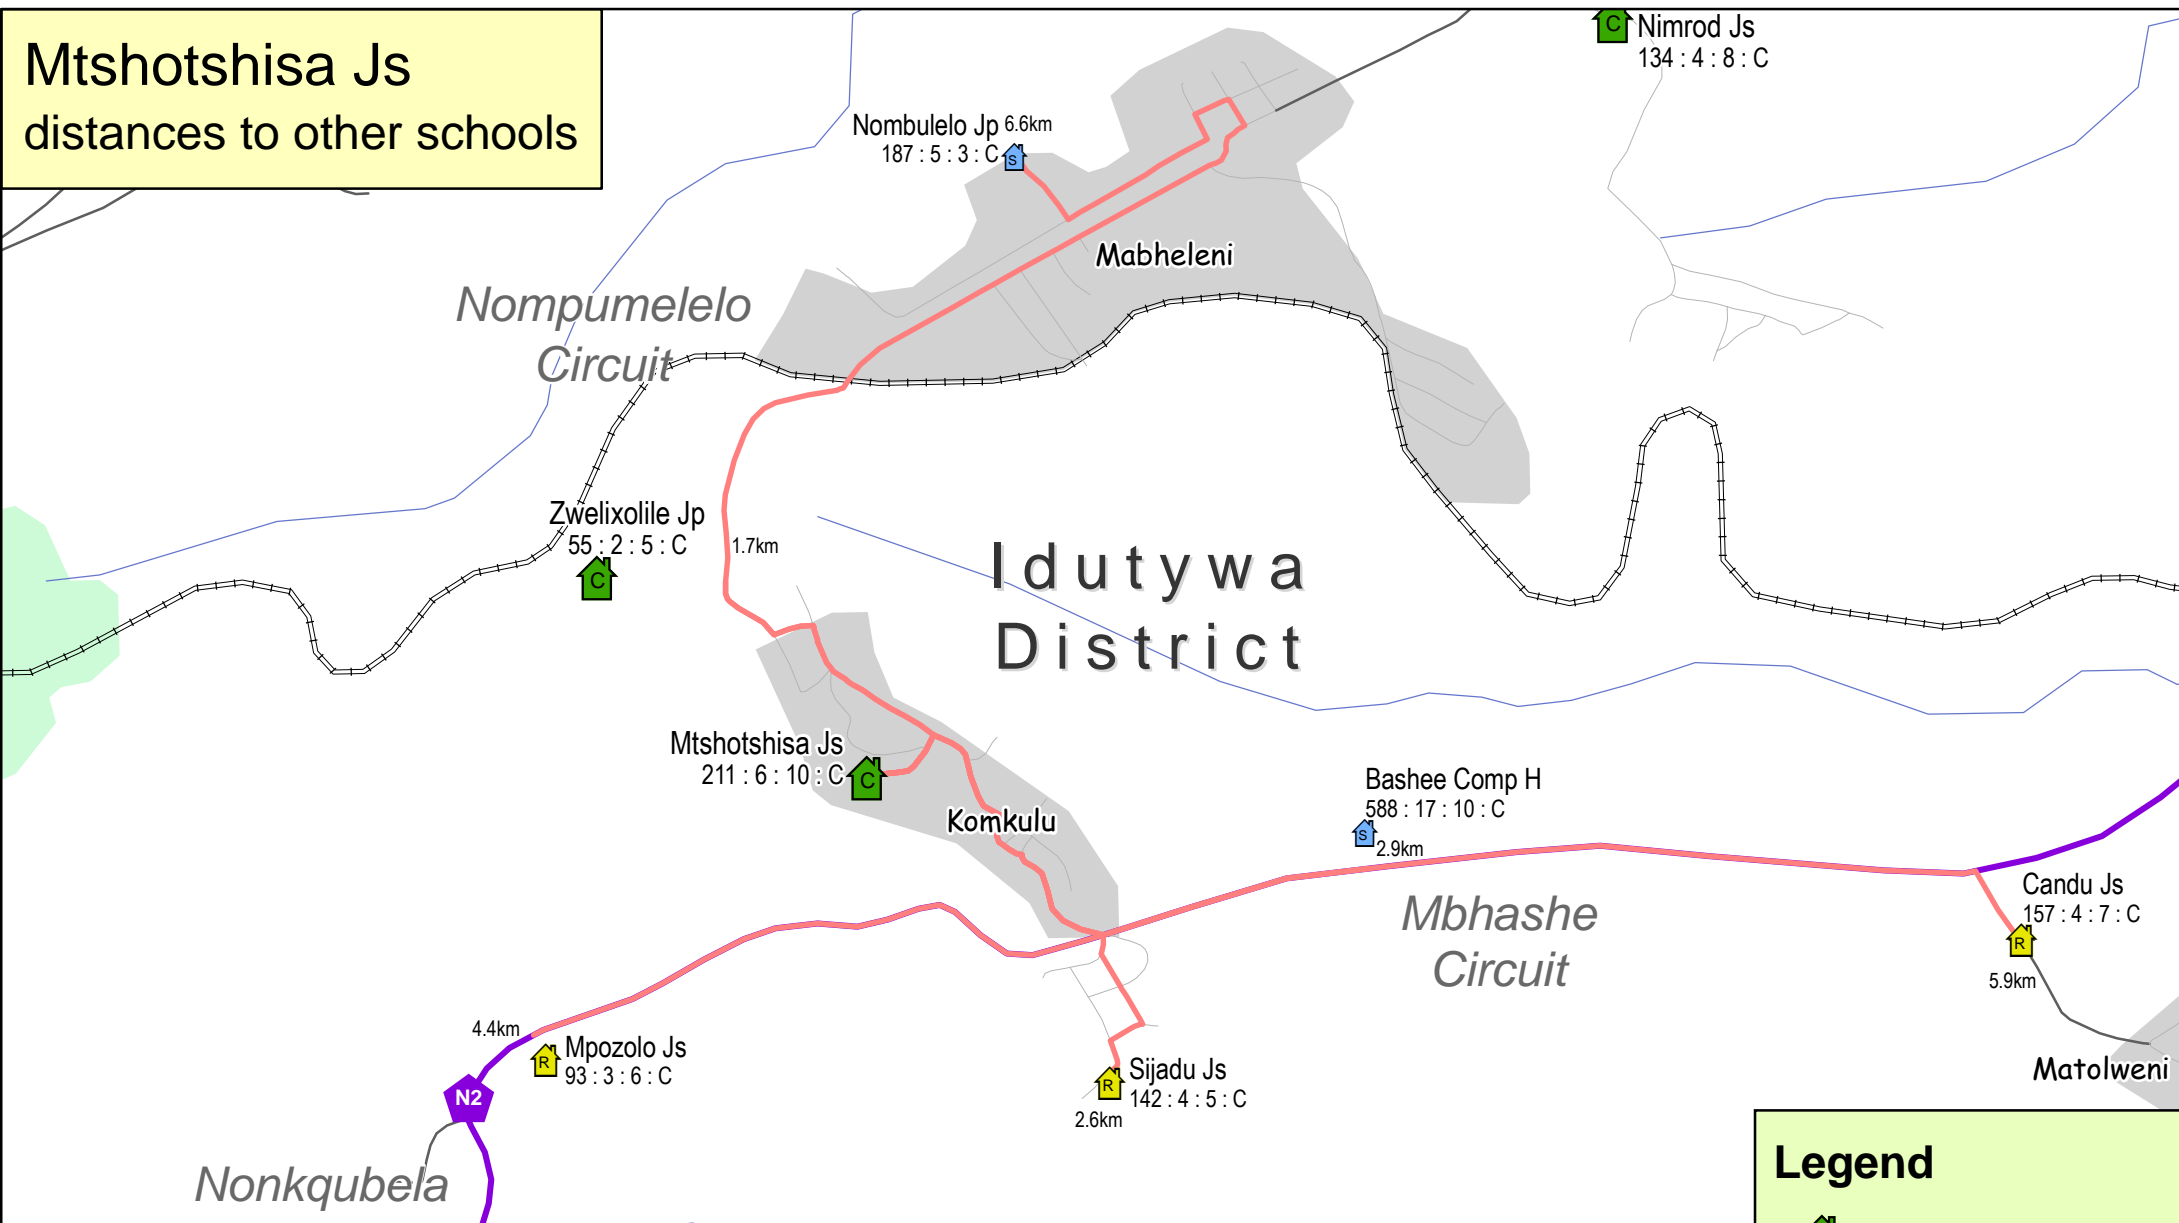 Mtshotshisa Js
distances to other schools
C
Nimrod Js
134 : 4 : 8 : C
Nombulelo Jp 6.6km
187 : 5 : 3 : C
S
Mabheleni
Nompumelelo
Circuit
Zwelixolile Jp
55 : 2 : 5 : C
C
1.7km
Idutywa
District
Mtshotshisa Js
211 : 6 : 10 : C
C
Komkulu
Bashee Comp H
588 : 17 : 10 : C
S
2.9km
Mbhashe
Circuit
Candu Js
157 : 4 : 7 : C
R
5.9km
4.4km
Mpozolo Js
93 : 3 : 6 : C
R
N2
Sijadu Js
142 : 4 : 5 : C
R
2.6km
Matolweni
Nonkqubela
Legend